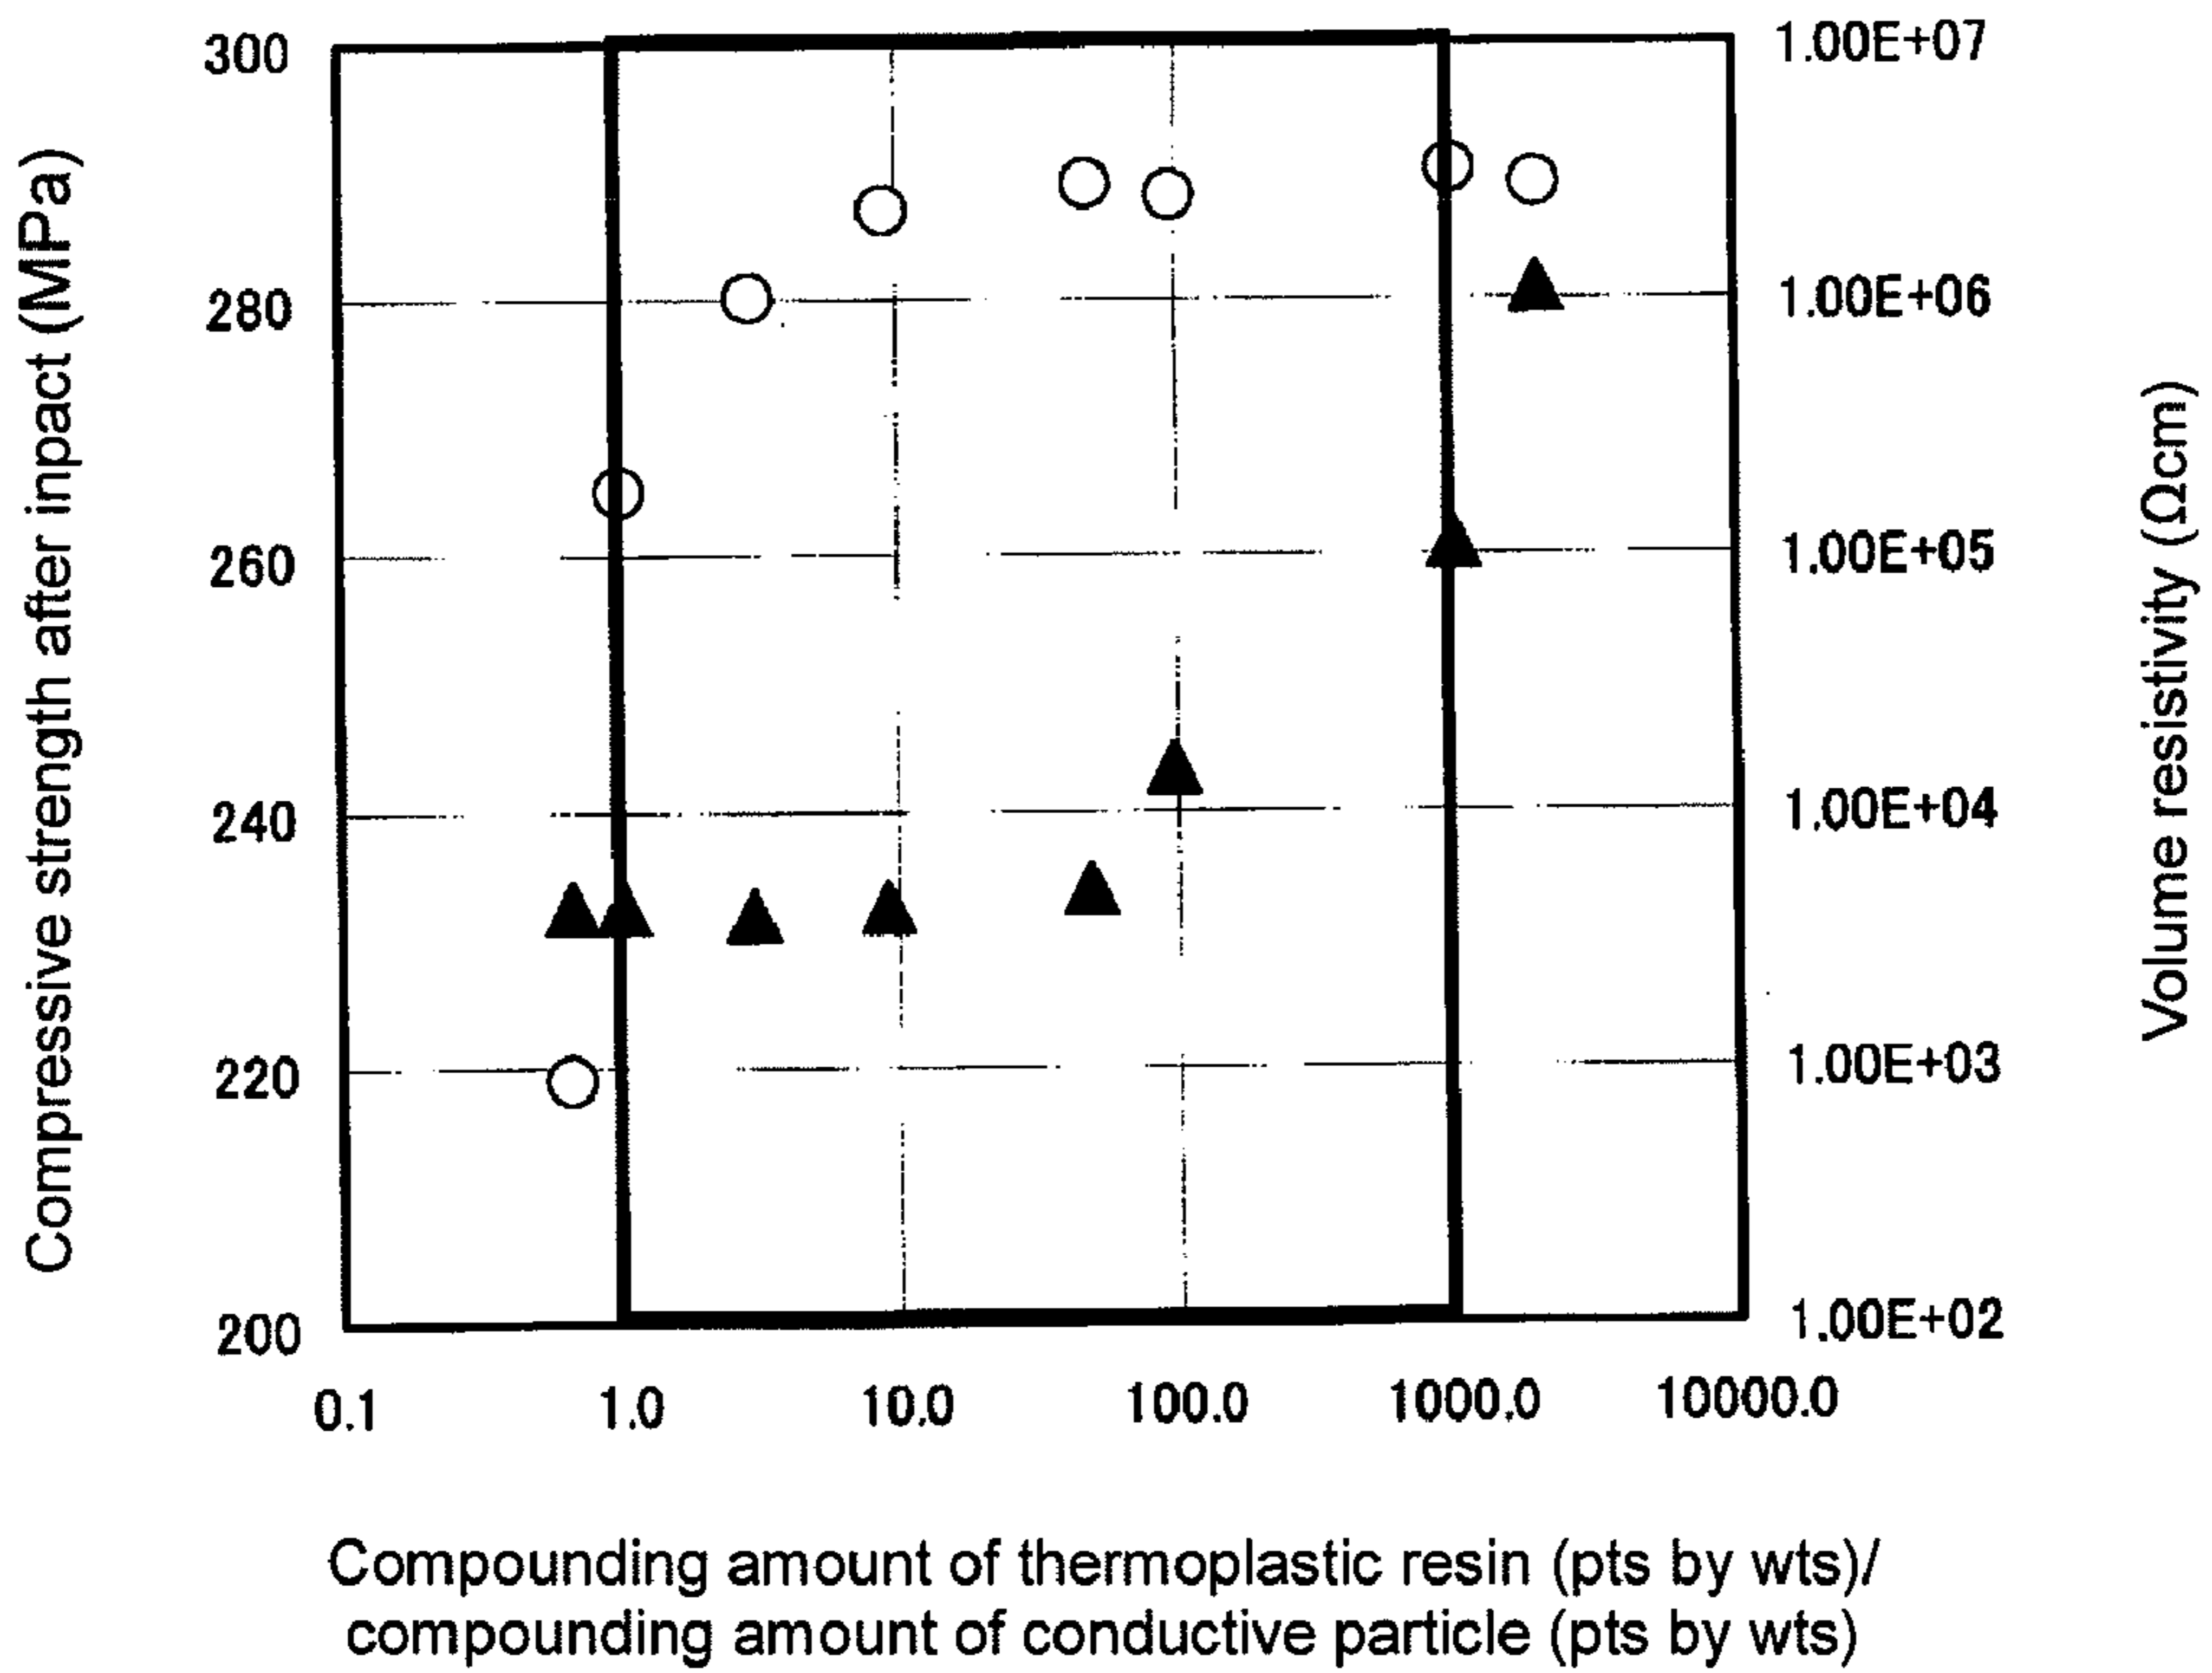 Compressive strength after inpact (MPa)
300
280
260
240
220
200
0.1
1.0
10.0
100.0
1000.0
10000.0
1.00E+07
1.00E+06
1.00E+05
1.00E+04
1.00E+03
1.00E+02
Volume resistivity (Ωcm)
Compounding amount of thermoplastic resin (pts by wts)/
compounding amount of conductive particle (pts by wts)